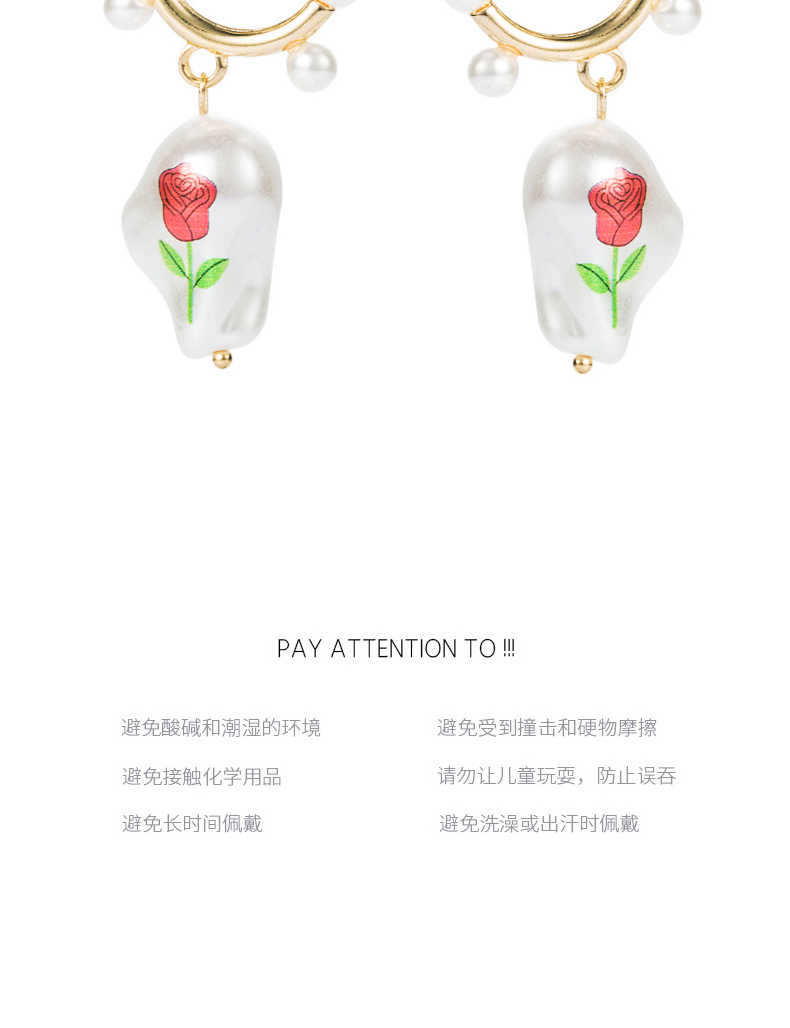 PAY ATTENTION TO !!!
避免酸碱和潮湿的环境
避免受到撞击和硬物摩擦
避免接触化学用品
请勿让儿童玩耍，防止误吞
避免长时间佩戴
避免洗澡或出汗时佩戴